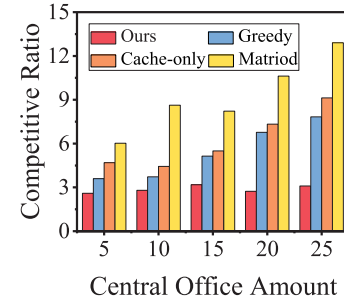 15
12
9
6
3
0
Competitive Ratio
Ours Greedy
Cache-only Matriod
5 10 15 20 25
Central Office Amount